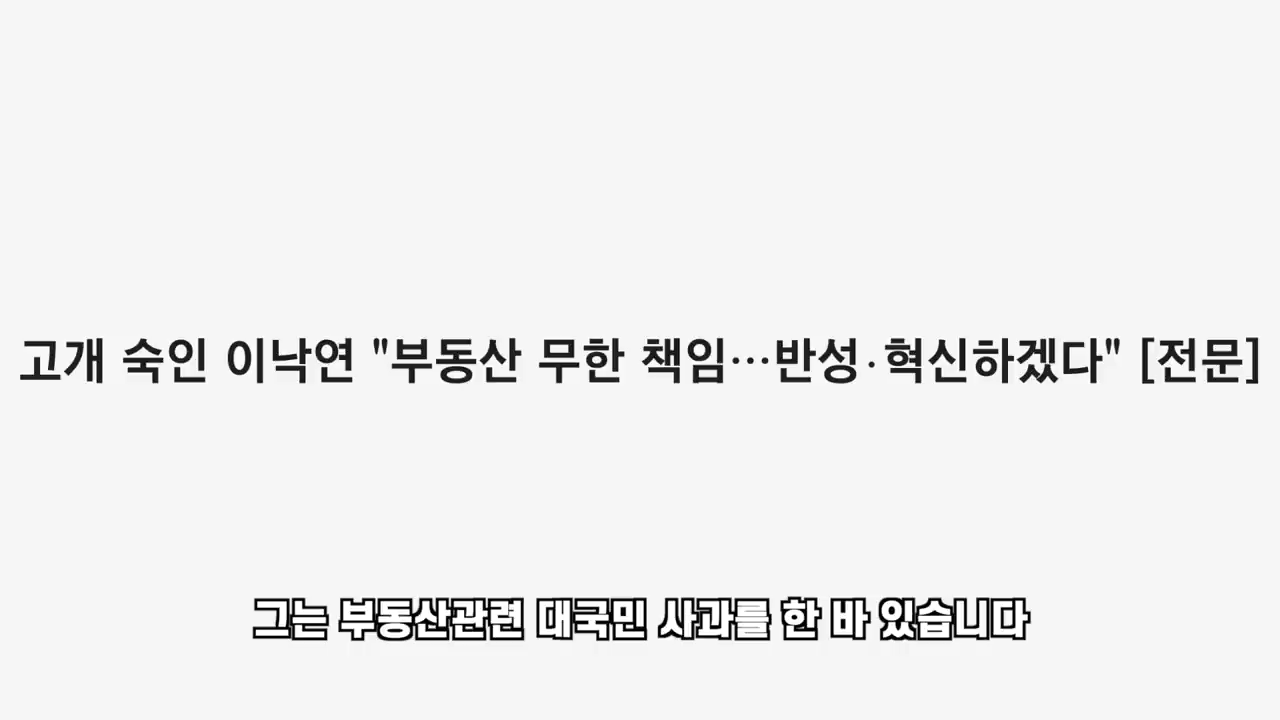 고개 숙인 이낙연 "부동산 무한 책임…반성·혁신하겠다" [전문]
그는 부동산관련 대국민 사과를 한 바 있습니다